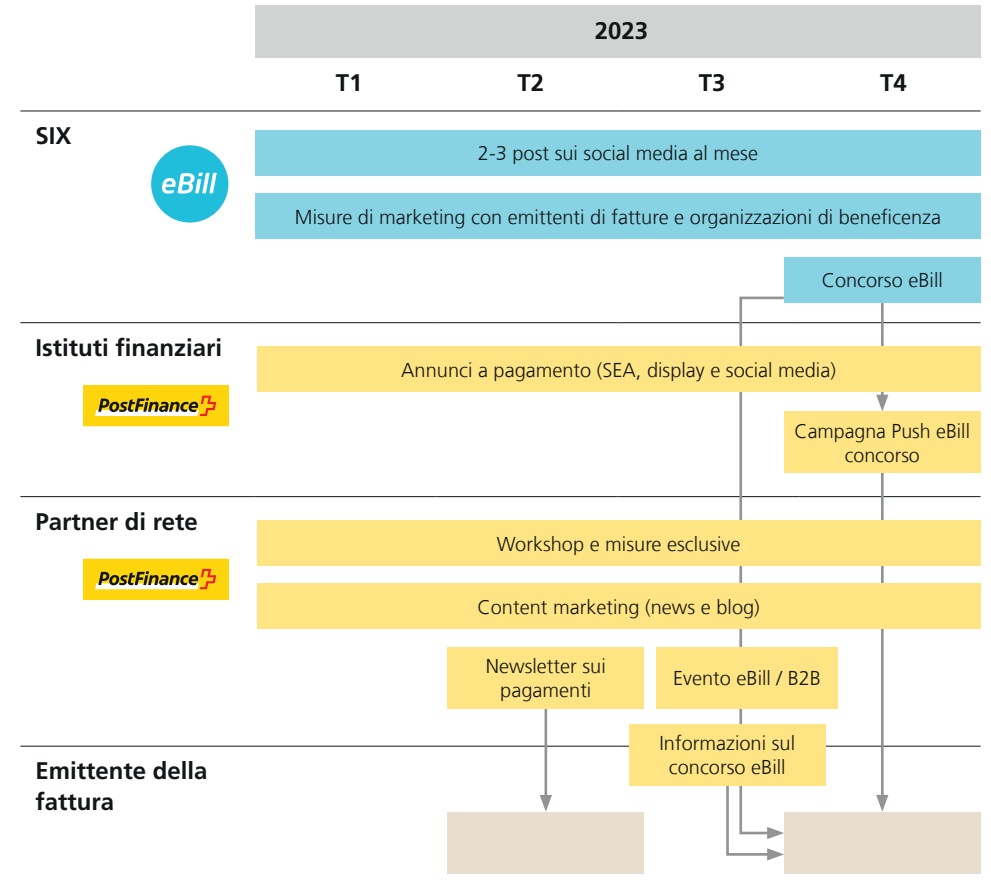 2023
T1 T2 T3 T4
SIX
eBill
2-3 post sui social media al mese
Misure di marketing con emittenti di fatture e organizzazioni di beneficenza
Concorso eBill
Istituti finanziari
PostFinance
Annunci a pagamento (SEA, display e social media)
Campagna Push eBill
concorso
Partner di rete
PostFinance
Workshop e misure esclusive
Content marketing (news e blog)
Newsletter sui
pagamenti
Evento eBill / B2B
Informazioni sul
concorso eBill
Emittente della
fattura